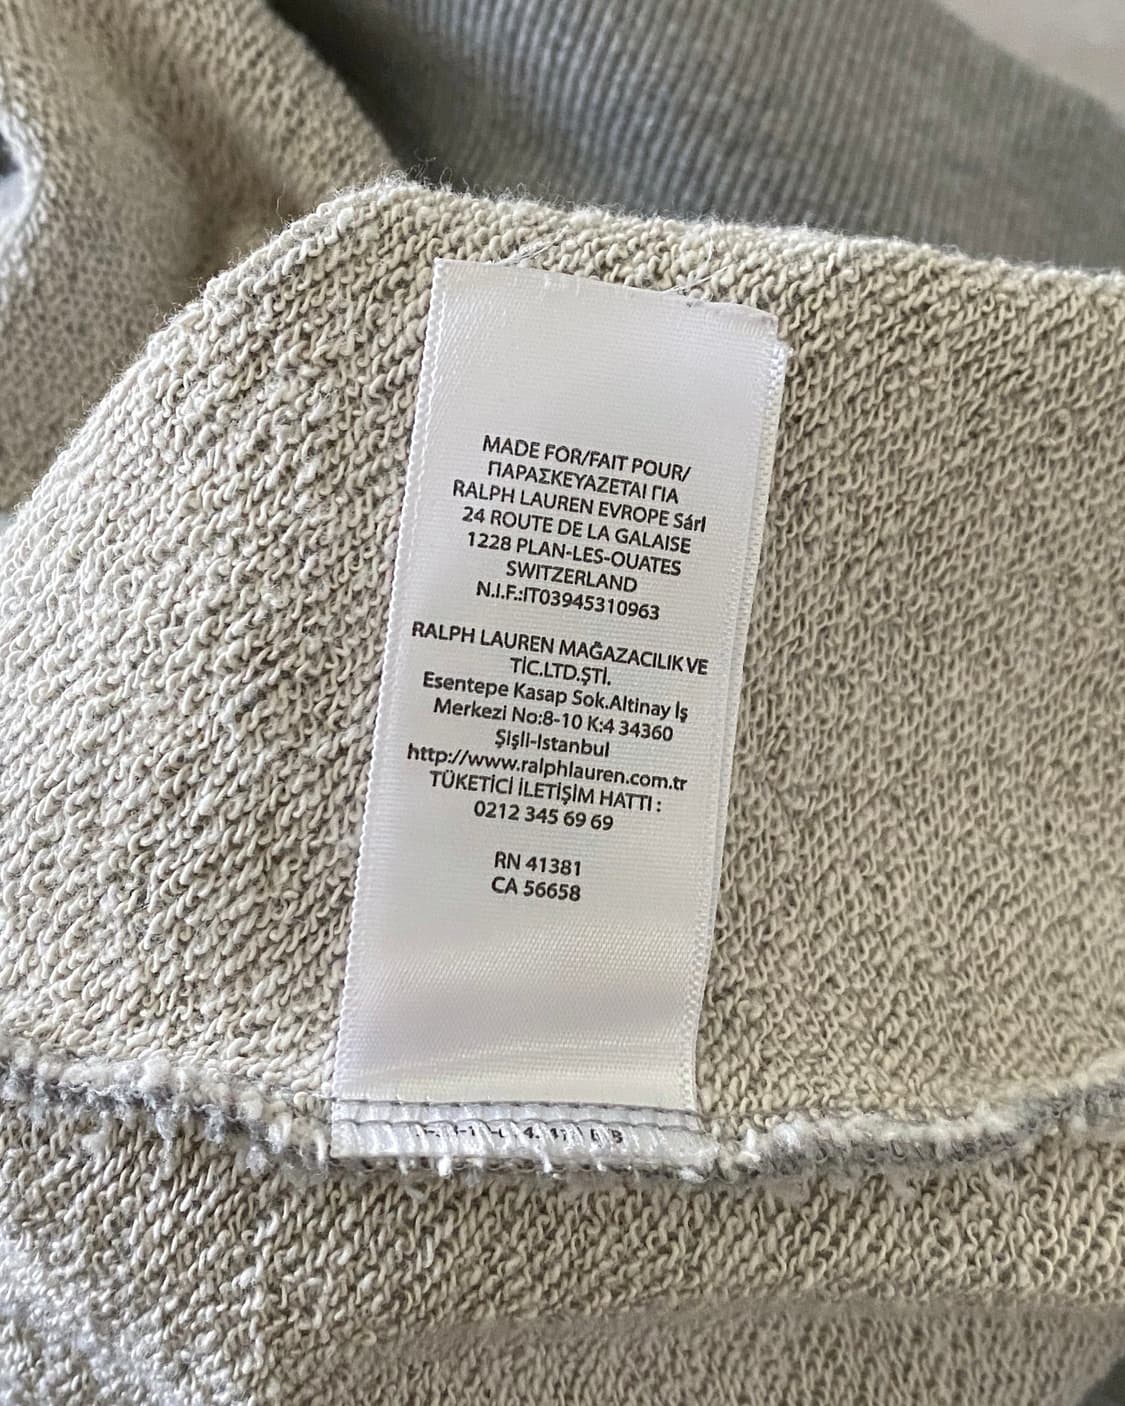 MADE FOR/FAIT POUR/
ΠΑΡΑΣΚΕΥΑΖΕΤΑΙ ΓΙΑ
RALPH LAUREN EVROPE Sárl
24 ROUTE DE LA GALAISE
1228 PLAN-LES-OUATES
SWITZERLAND
N.I.F.:IT03945310963
RALPH LAUREN MAĞAZACILIK VE
TİC.LTD.ŞTİ.
Esentepe Kasap Sok.Altinay İş
Merkezi No:8-10 K:4 34360
Şişli-Istanbul
http://www.ralphlauren.com.tr
TÜKETİCİ İLETİŞİM HATTI :
0212 345 69 69
RN 41381
CA 56658